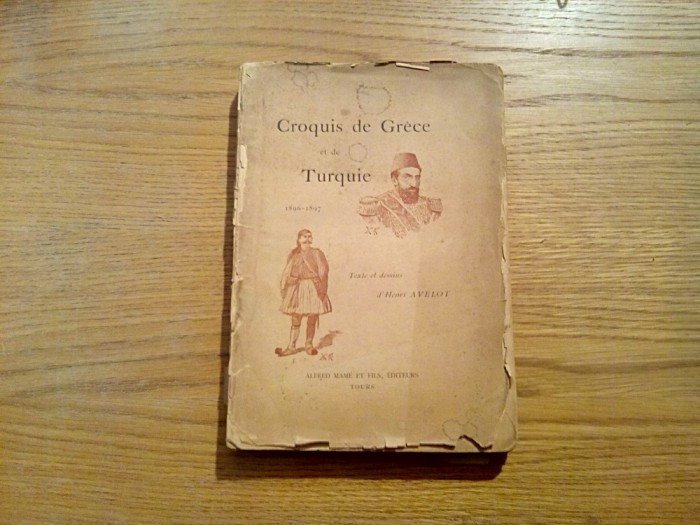 Croquis de Grèce
et de
Turquie
1896-1897
Texte et dessins
d'Henri AVELOT
ALFRED MAME ET FILS, ÉDITEURS
TOURS